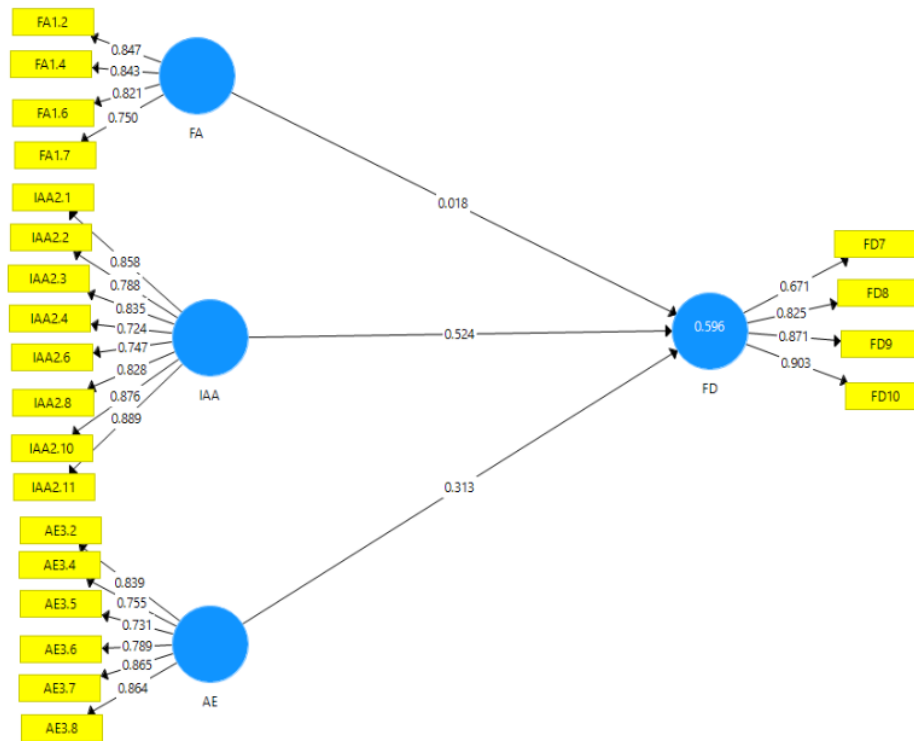 FA1.2
FA1.4
FA1.6
FA1.7
0.847
0.843
0.821
0.750
FA
0.018
IAA2.1
IAA2.2
IAA2.3
IAA2.4
IAA2.6
IAA2.8
IAA2.10
IAA2.11
0.858
0.788
0.835
0.724
0.747
0.828
0.876
0.889
IAA
0.524
AE3.2
AE3.4
AE3.5
AE3.6
AE3.7
AE3.8
0.839
0.755
0.731
0.789
0.865
0.864
AE
0.313
0.596
FD
0.671
0.825
0.871
0.903
FD7
FD8
FD9
FD10